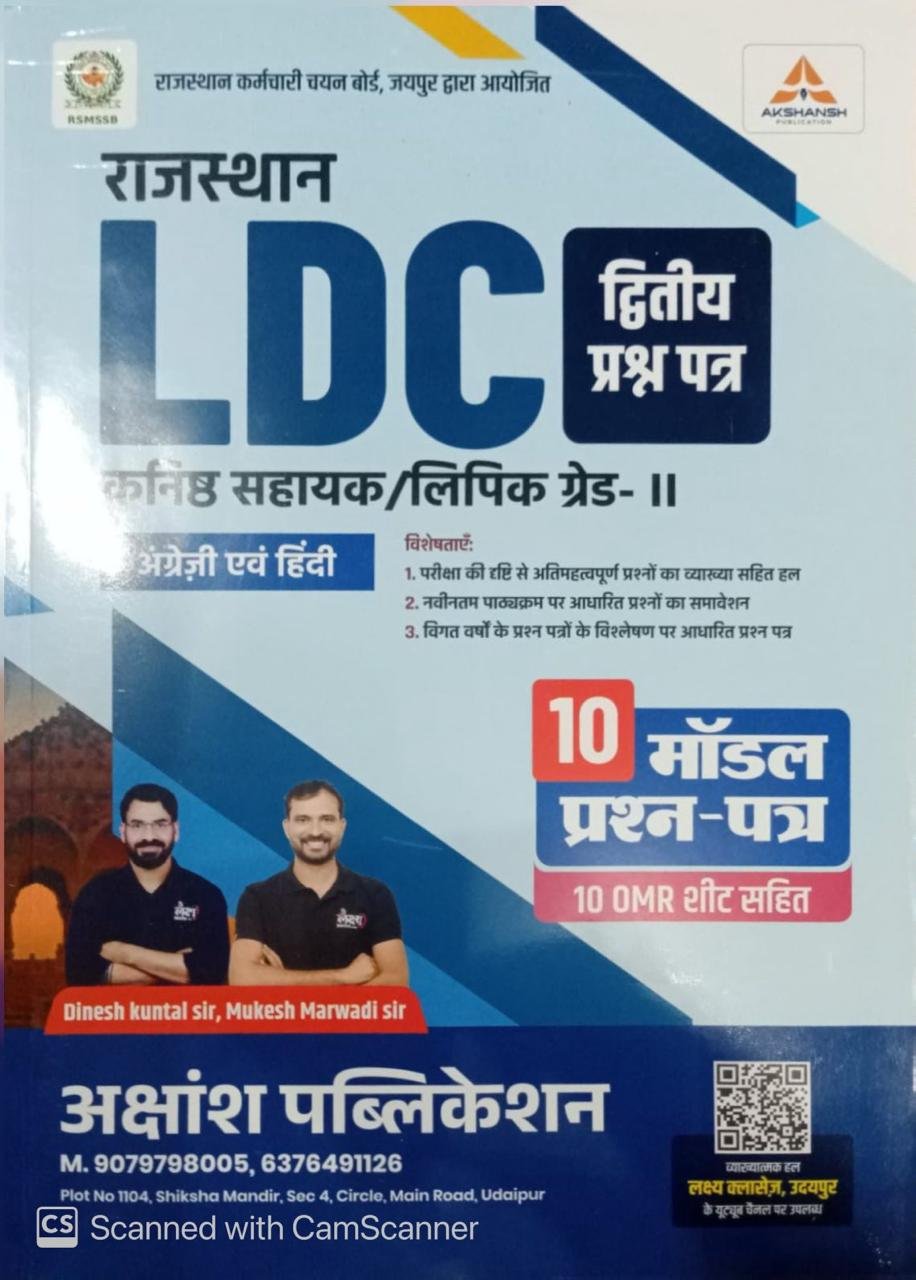 राजस्थान कर्मचारी चयन बोर्ड, जयपुर द्वारा आयोजित
RSMSSB
AKSHANSH
PUBLICATION
राजस्थान
LDC
द्वितीय
प्रश्न पत्र
कनिष्ठ सहायक/लिपिक ग्रेड- II
अंग्रेज़ी एवं हिंदी
विशेषताएँ:
1. परीक्षा की दृष्टि से अतिमहत्वपूर्ण प्रश्नों का व्याख्या सहित हल
2. नवीनतम पाठ्यक्रम पर आधारित प्रश्नों का समावेशन
3. विगत वर्षों के प्रश्न पत्रों के विश्लेषण पर आधारित प्रश्न पत्र
10 मॉडल
प्रश्न-पत्र
10 OMR शीट सहित
लक्ष्य
लक्ष्य
Dinesh kuntal sir, Mukesh Marwadi sir
अक्षांश पब्लिकेशन
M. 9079798005, 6376491126
Plot No 1104, Shiksha Mandir, Sec 4, Circle, Main Road, Udaipur
व्याख्यात्मक हल
लक्ष्य क्लासेज़, उदयपुर
के यूट्यूब चैनल पर उपलब्ध
CS Scanned with CamScanner